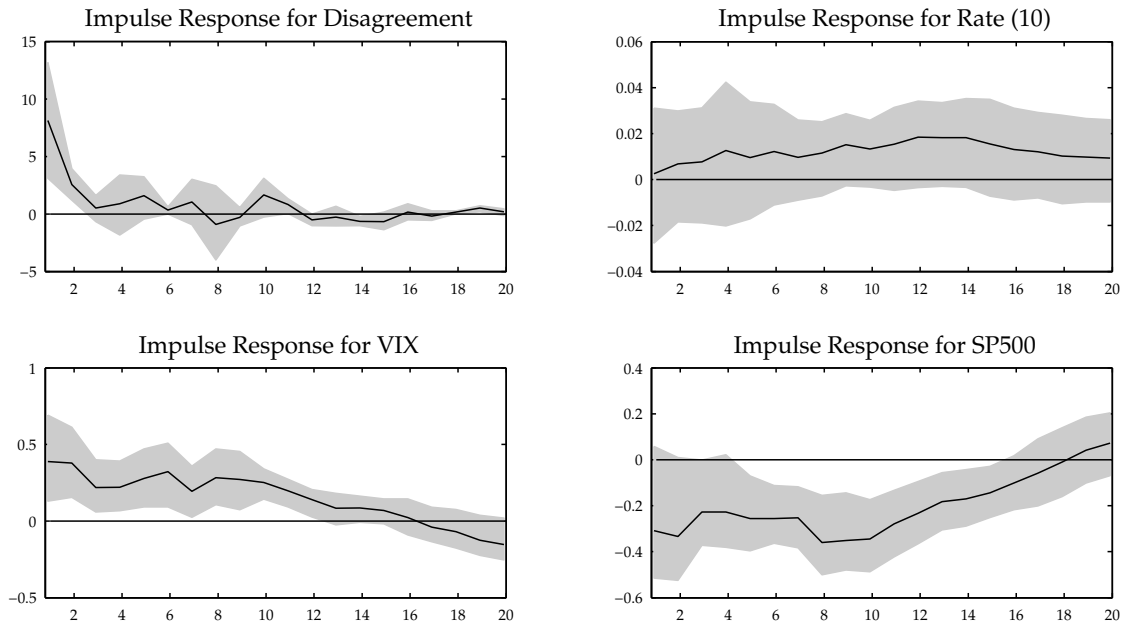 Impulse Response for Disagreement
15
10
5
0
−5
2 4 6 8 10 12 14 16 18 20
Impulse Response for Rate (10)
0.06
0.04
0.02
0
−0.02
−0.04
2 4 6 8 10 12 14 16 18 20
Impulse Response for VIX
1
0.5
0
−0.5
2 4 6 8 10 12 14 16 18 20
Impulse Response for SP500
0.4
0.2
0
−0.2
−0.4
−0.6
2 4 6 8 10 12 14 16 18 20